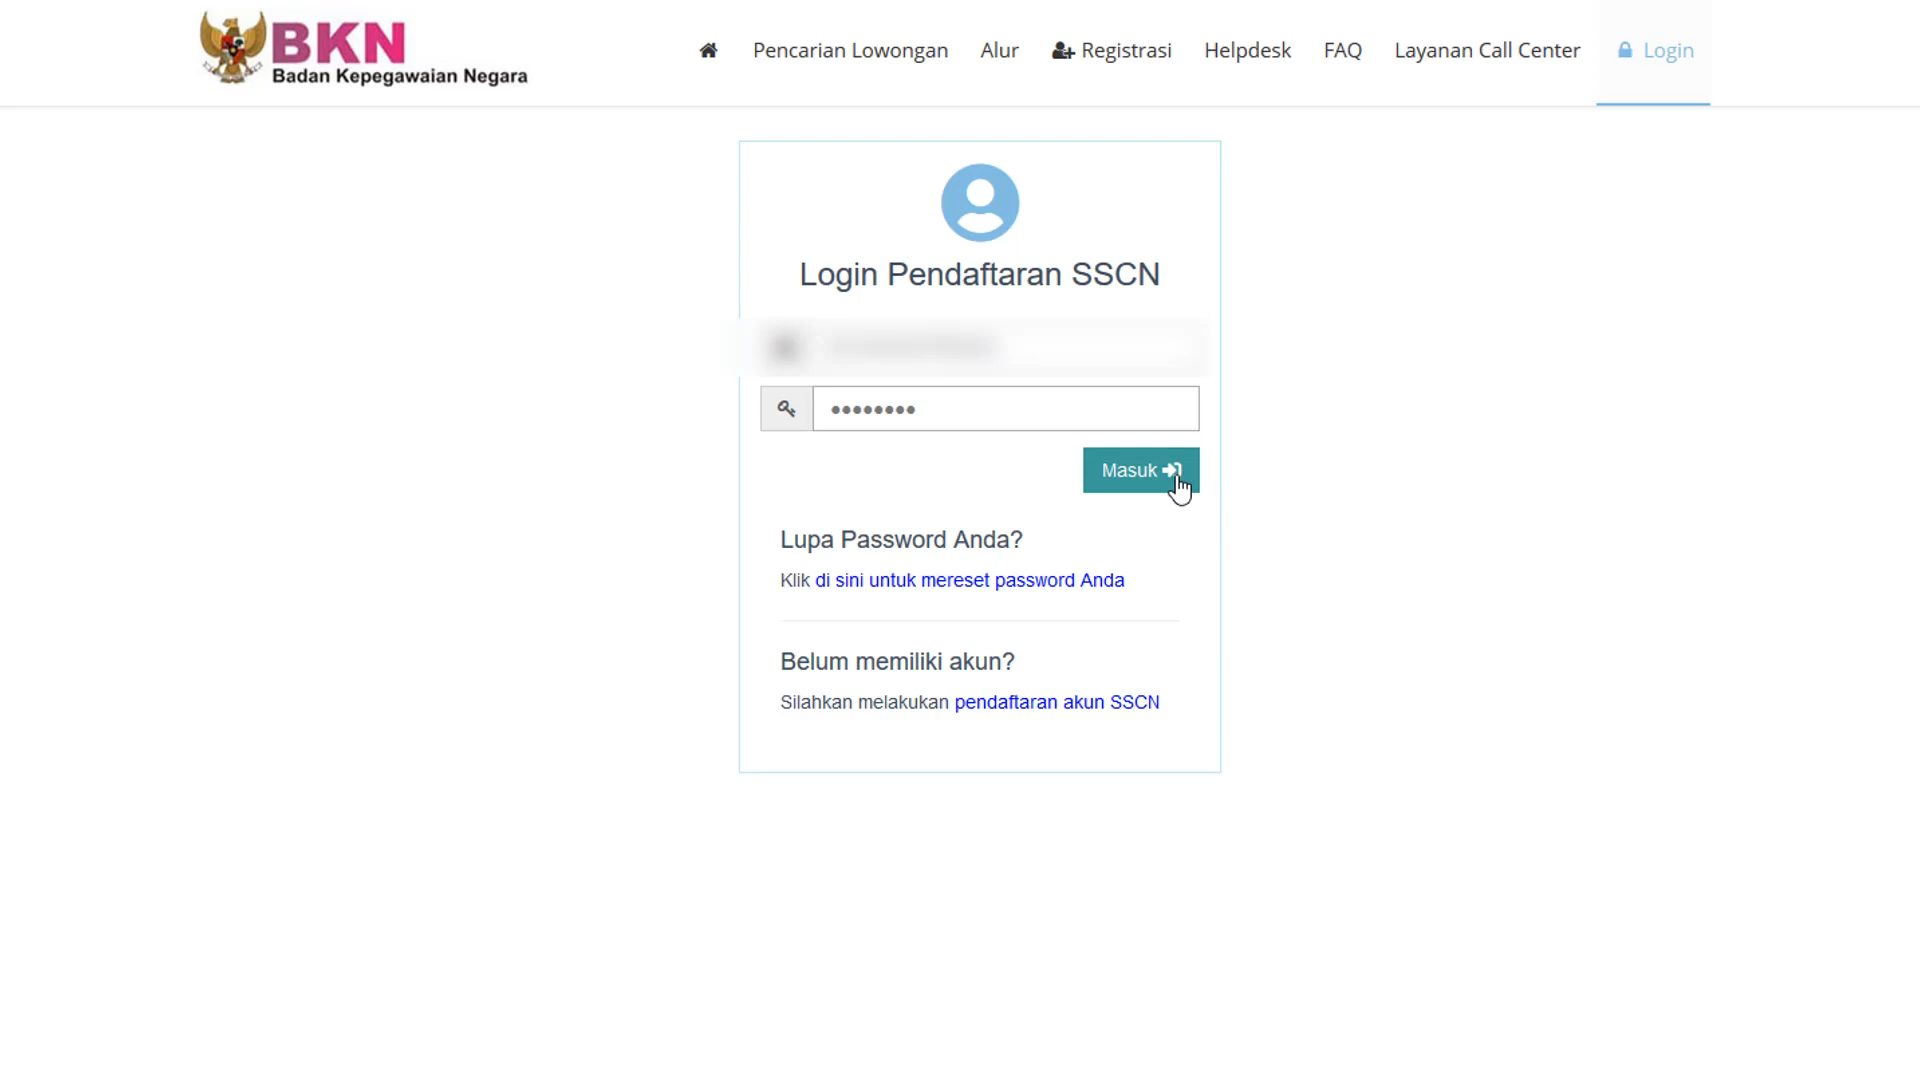 BKN
Badan Kepegawaian Negara
Pencarian Lowongan Alur Registrasi Helpdesk FAQ Layanan Call Center Login
Login Pendaftaran SSCN
Masuk
Lupa Password Anda?
Klik di sini untuk mereset password Anda
Belum memiliki akun?
Silahkan melakukan pendaftaran akun SSCN